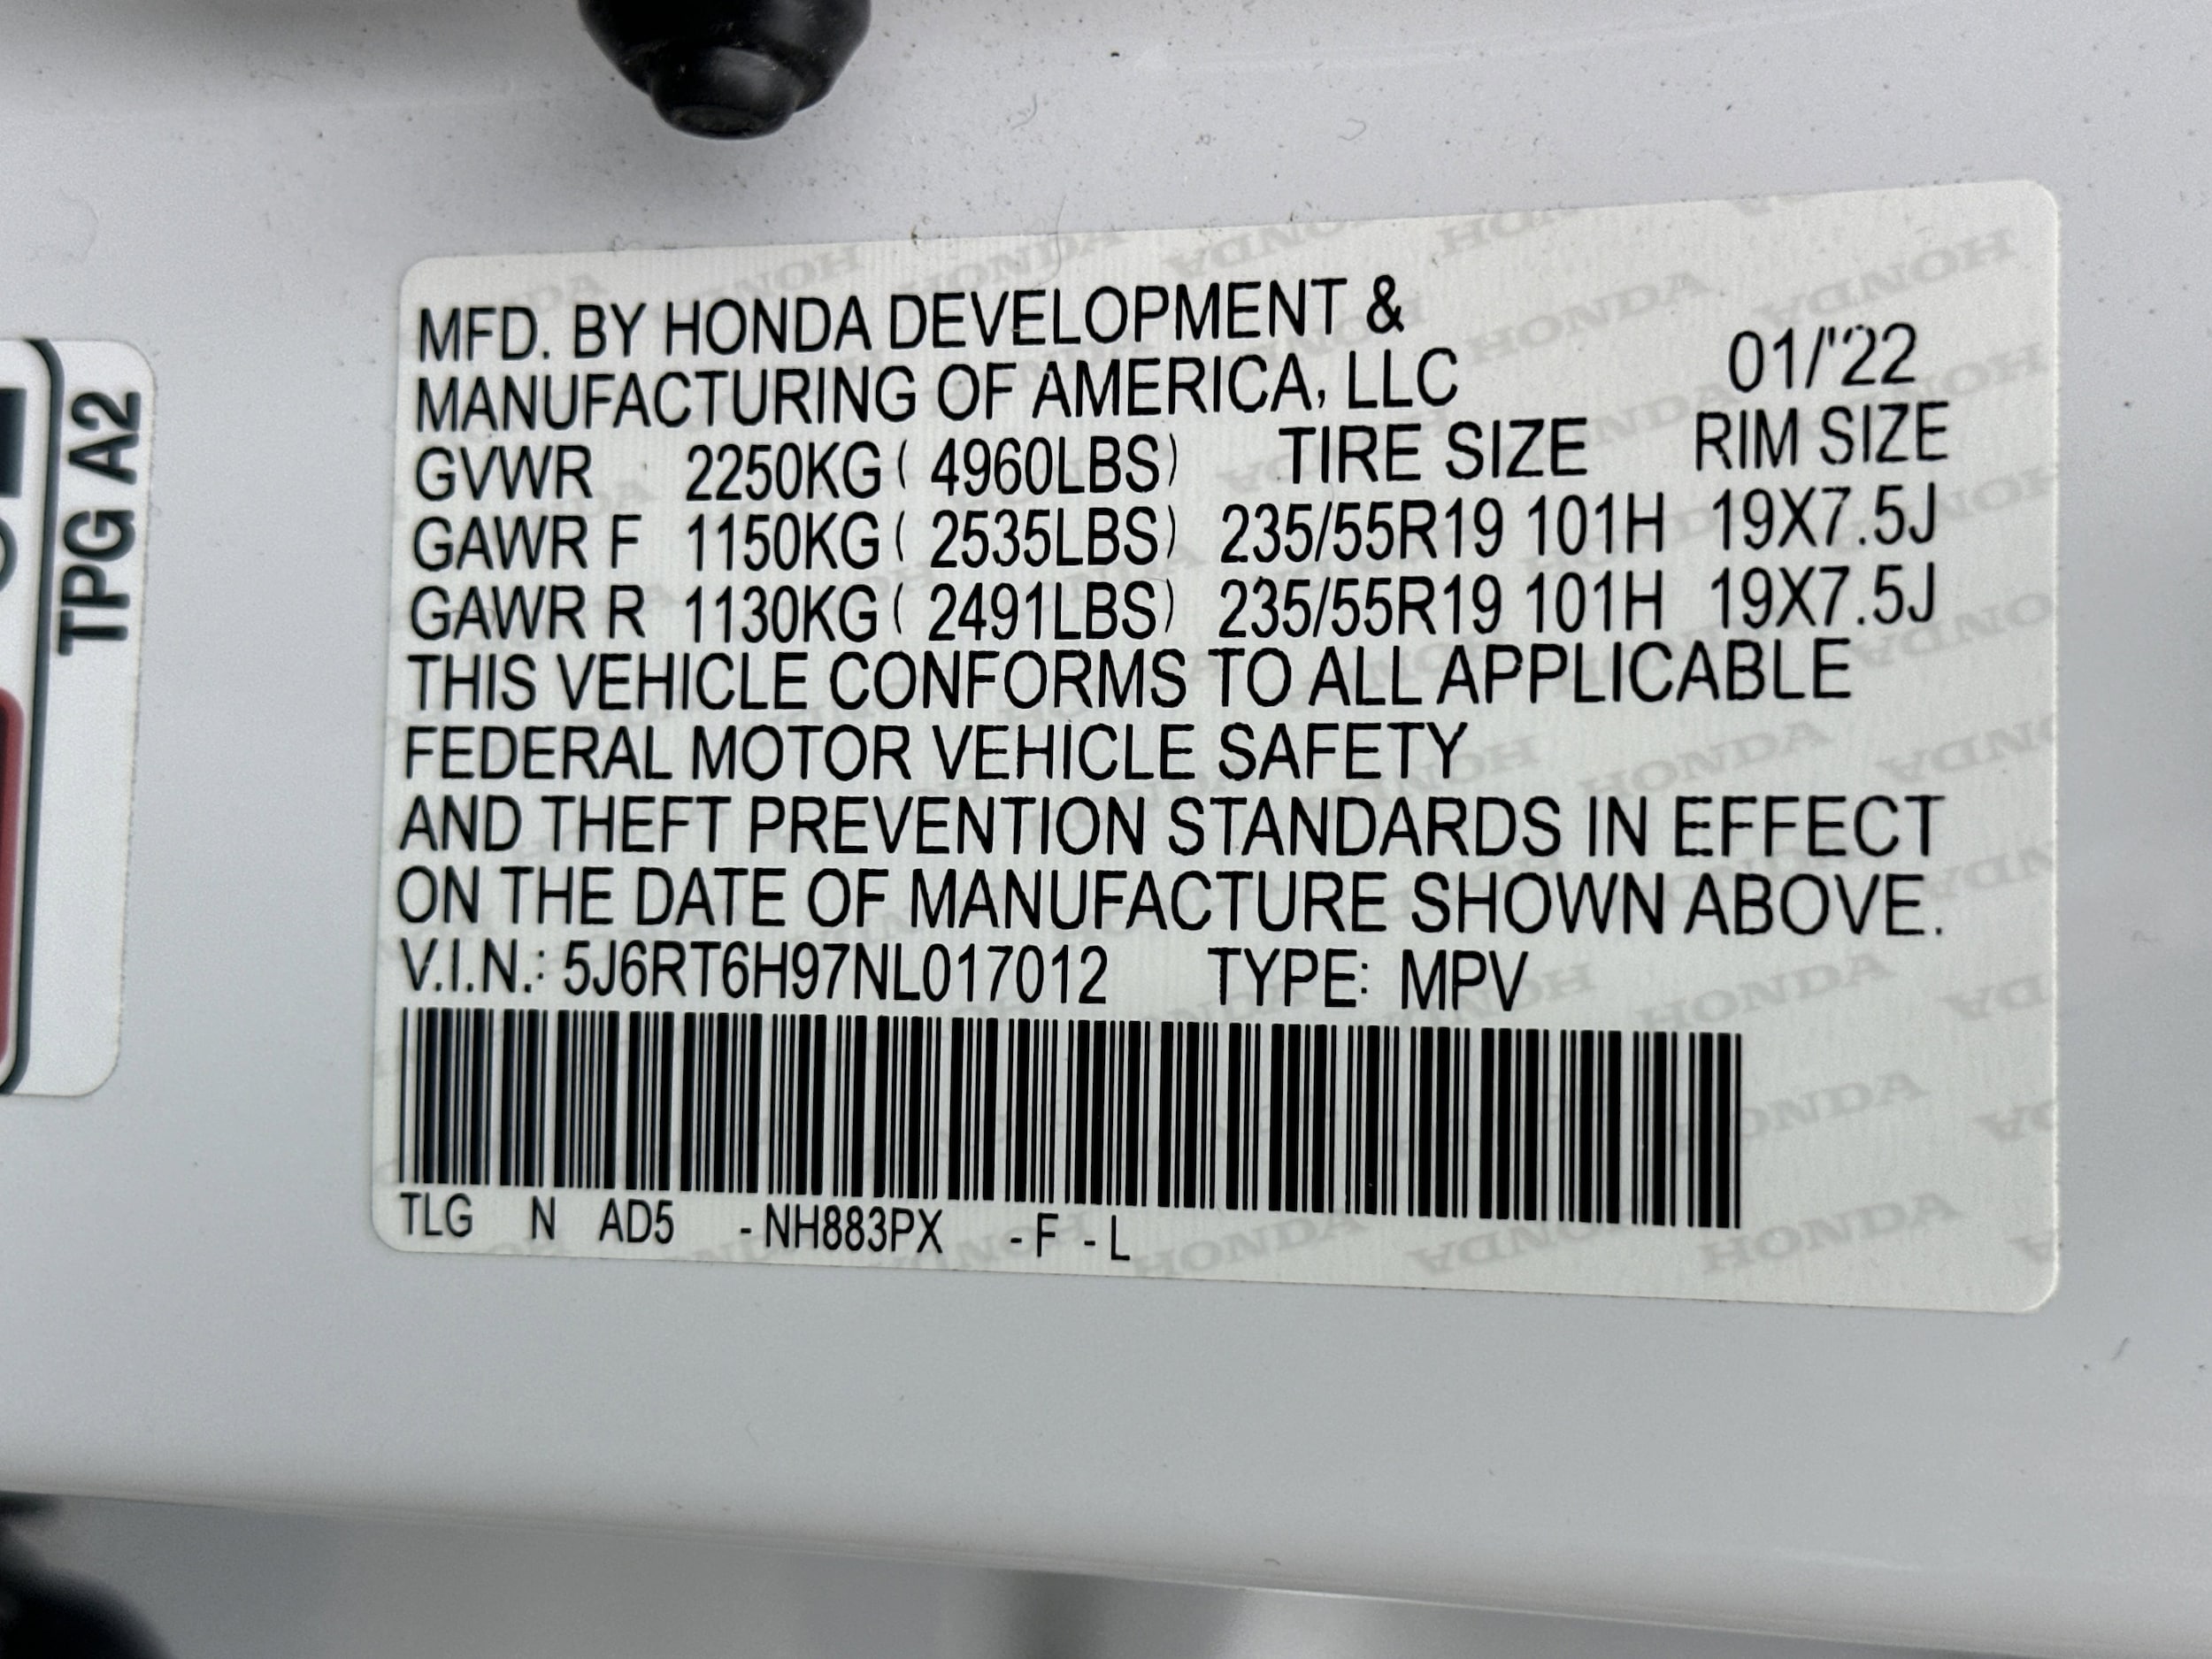 TPG A2
MFD. BY HONDA DEVELOPMENT &
MANUFACTURING OF AMERICA, LLC 01/'22
GVWR 2250KG ( 4960LBS) TIRE SIZE RIM SIZE
GAWR F 1150KG ( 2535LBS) 235/55R19 101H 19X7.5J
GAWR R 1130KG ( 2491LBS) 235/55R19 101H 19X7.5J
THIS VEHICLE CONFORMS TO ALL APPLICABLE
FEDERAL MOTOR VEHICLE SAFETY
AND THEFT PREVENTION STANDARDS IN EFFECT
ON THE DATE OF MANUFACTURE SHOWN ABOVE.
V.I.N.: 5J6RT6H97NL017012 TYPE: MPV
TLG N AD5 - NH883PX - F - L